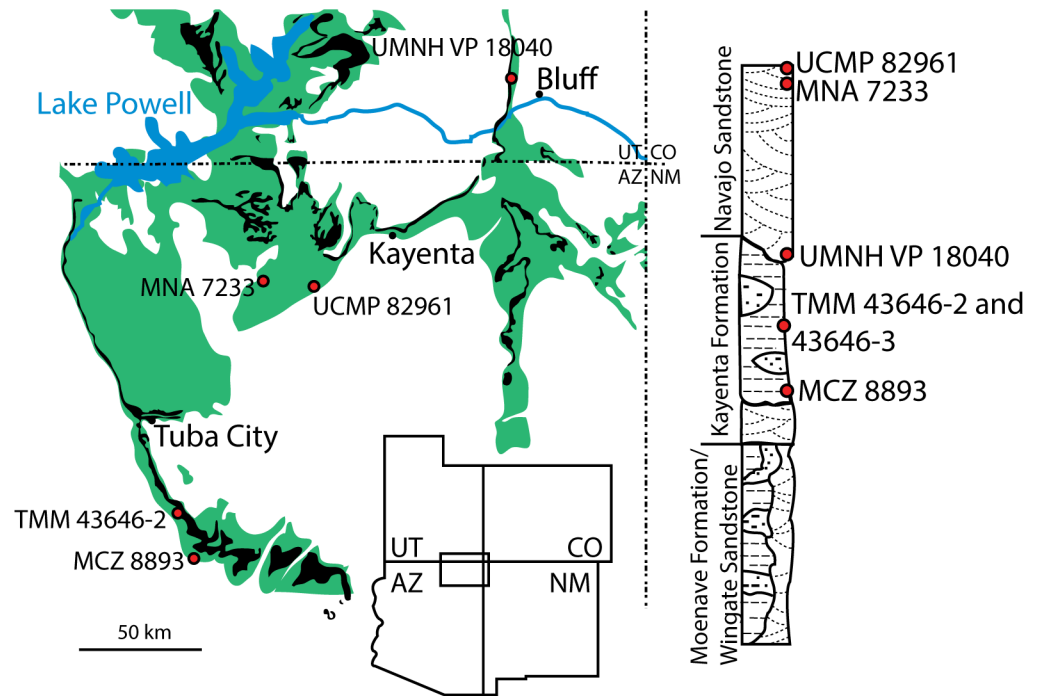 UMNH VP 18040
Bluff
Lake Powell
UT CO
AZ NM
Kayenta
MNA 7233
UCMP 82961
Tuba City
TMM 43646-2
MCZ 8893
50 km
UT
CO
AZ
NM
Navajo Sandstone
Kayenta Formation
Moenave Formation/
Wingate Sandstone
UCMP 82961
MNA 7233
UMNH VP 18040
TMM 43646-2 and
43646-3
MCZ 8893